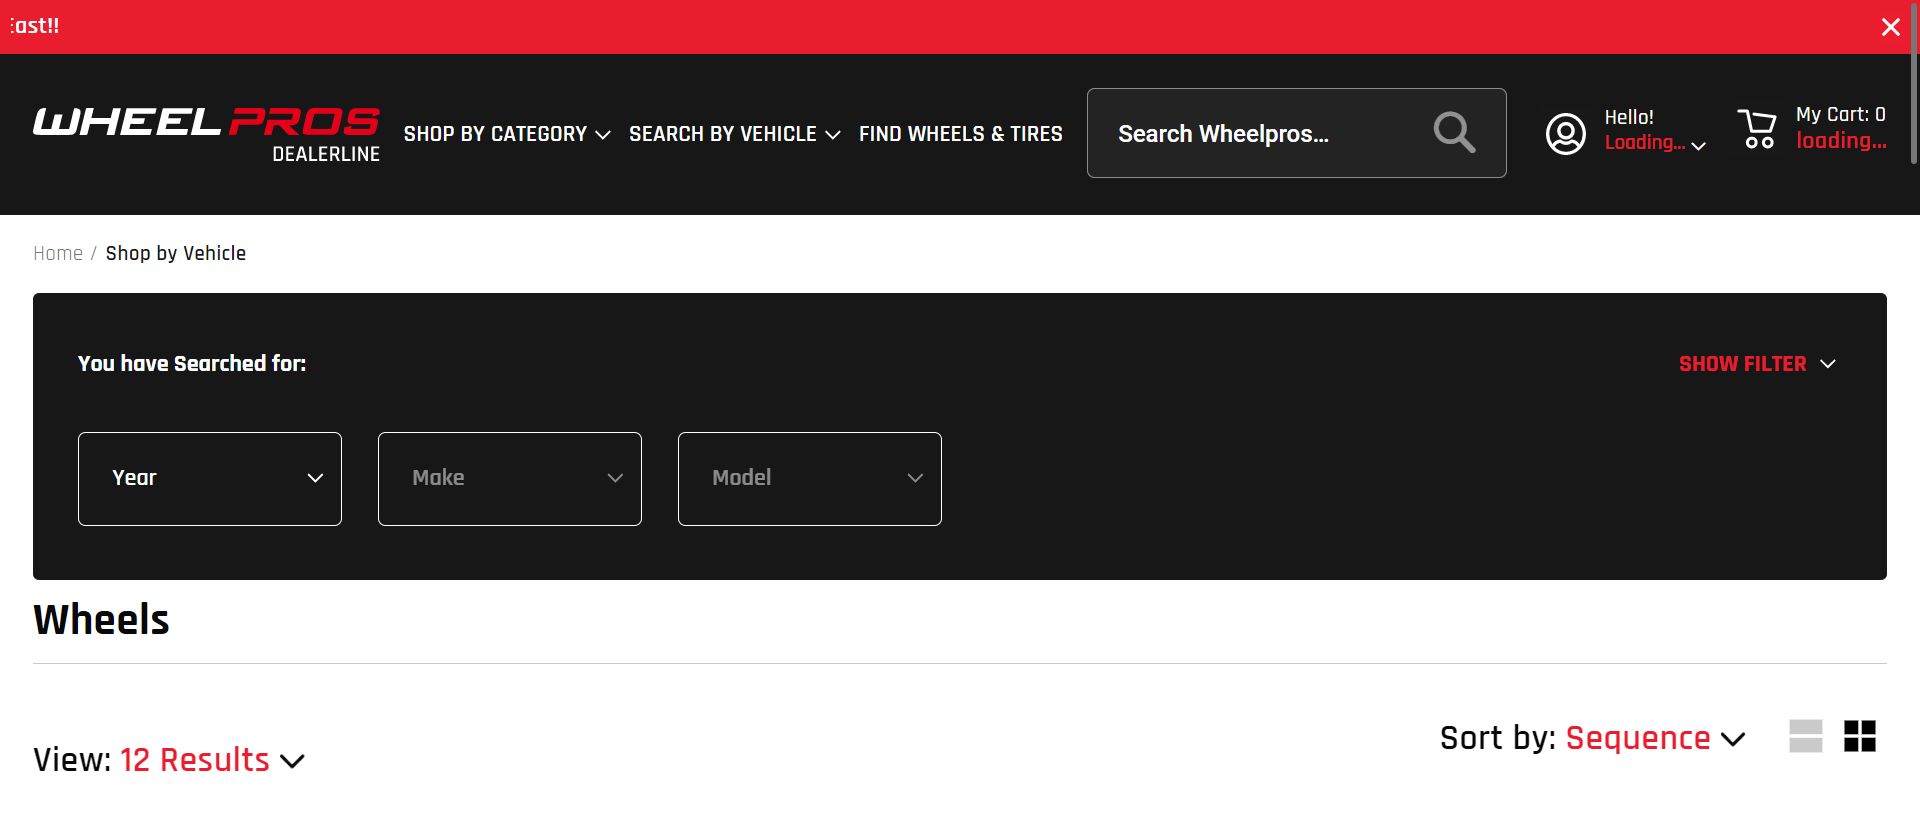 East!!
WHEEL PROS
DEALERLINE
SHOP BY CATEGORY
SEARCH BY VEHICLE
FIND WHEELS & TIRES
Search Wheelpros...
Hello!
Loading...
My Cart: 0
loading...
Home / Shop by Vehicle
You have Searched for:
SHOW FILTER
Year
Make
Model
Wheels
View: 12 Results
Sort by: Sequence